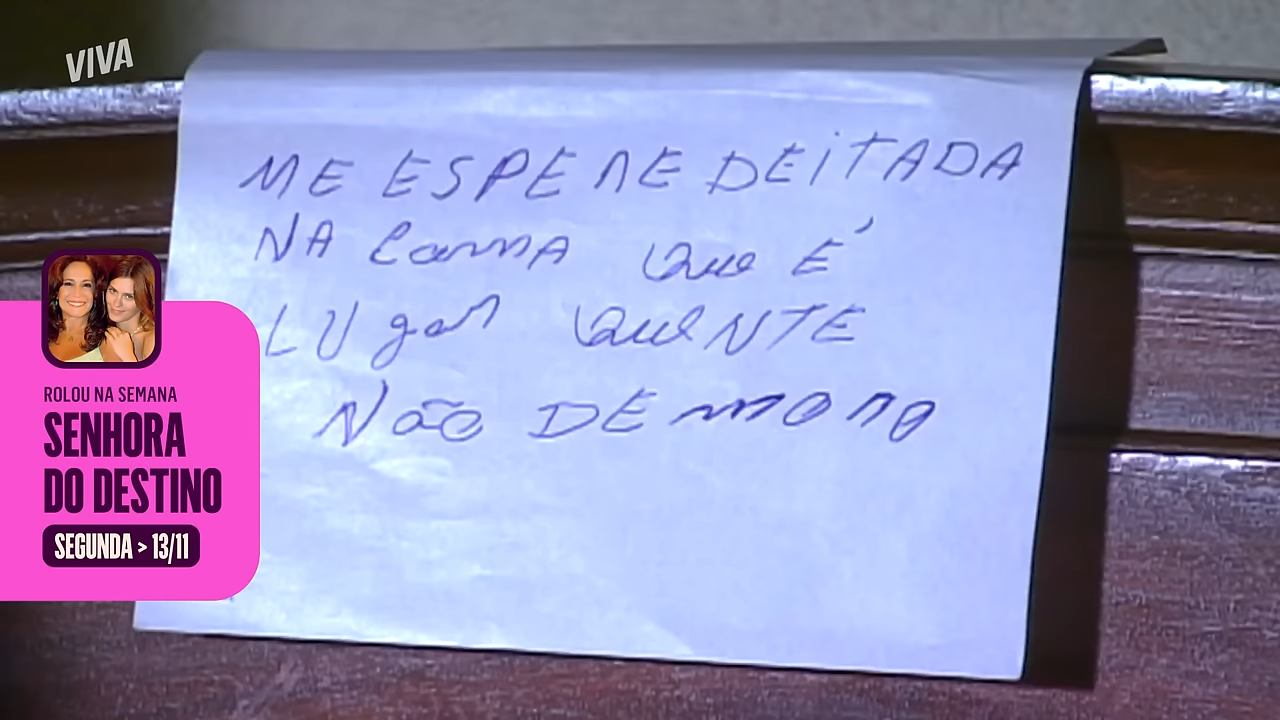 VIVA
ME ESPERE DEITADA
NA CAMA QUE É
LUgar QUENTE
NÃO DEMORO
ROLOU NA SEMANA
SENHORA
DO DESTINO
SEGUNDA > 13/11